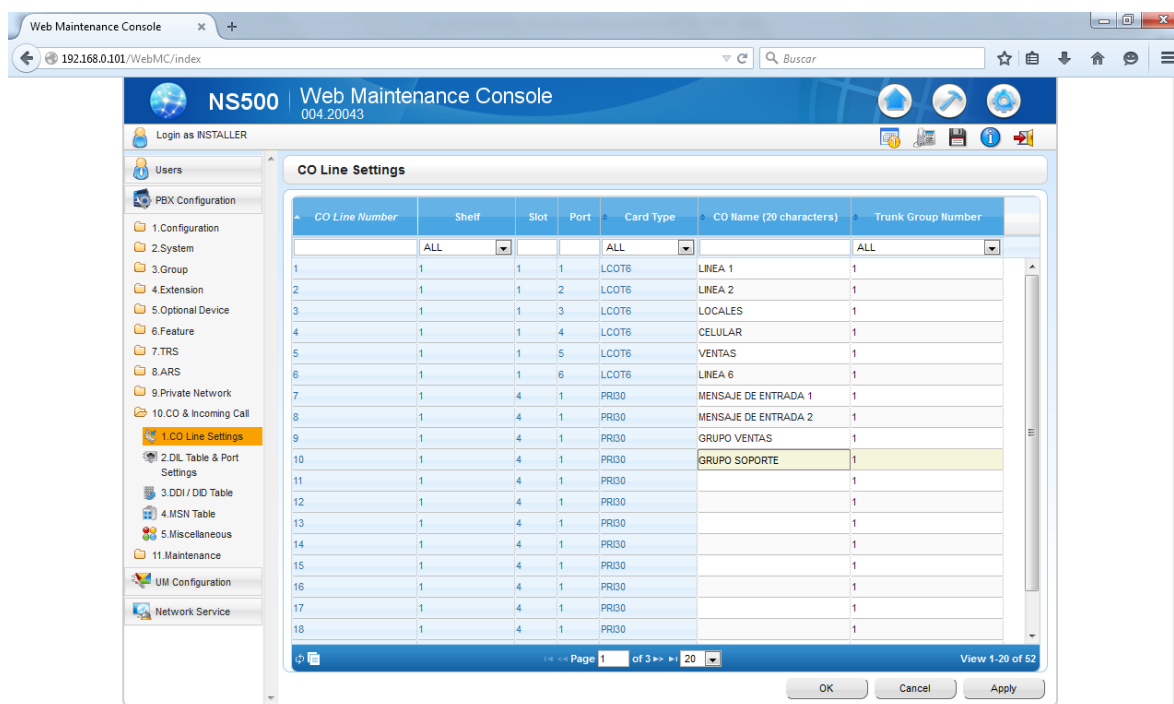 Web Maintenance Console
192.168.0.101/WebMC/index
Buscar
NS500
Web Maintenance Console
004.20043
Login as INSTALLER
Users
PBX Configuration
1.Configuration
2.System
3.Group
4.Extension
5.Optional Device
6.Feature
7.TRS
8.ARS
9.Private Network
10.CO & Incoming Call
1.CO Line Settings
2.DIL Table & Port
Settings
3.DDI / DID Table
4.MSN Table
5.Miscellaneous
11.Maintenance
UM Configuration
Network Service
CO Line Settings
CO Line Number Shelf Slot Port Card Type CO Name (20 characters) Trunk Group Number
ALL ALL ALL
1 1 1 1 LCOT6 LINEA 1 1
2 1 1 2 LCOT6 LINEA 2 1
3 1 1 3 LCOT6 LOCALES 1
4 1 1 4 LCOT6 CELULAR 1
5 1 1 5 LCOT6 VENTAS 1
6 1 1 6 LCOT6 LINEA 6 1
7 1 4 1 PRI30 MENSAJE DE ENTRADA 1 1
8 1 4 1 PRI30 MENSAJE DE ENTRADA 2 1
9 1 4 1 PRI30 GRUPO VENTAS 1
10 1 4 1 PRI30 GRUPO SOPORTE 1
11 1 4 1 PRI30 1
12 1 4 1 PRI30 1
13 1 4 1 PRI30 1
14 1 4 1 PRI30 1
15 1 4 1 PRI30 1
16 1 4 1 PRI30 1
17 1 4 1 PRI30 1
18 1 4 1 PRI30 1
Page 1 of 3 20 View 1-20 of 52
OK Cancel Apply